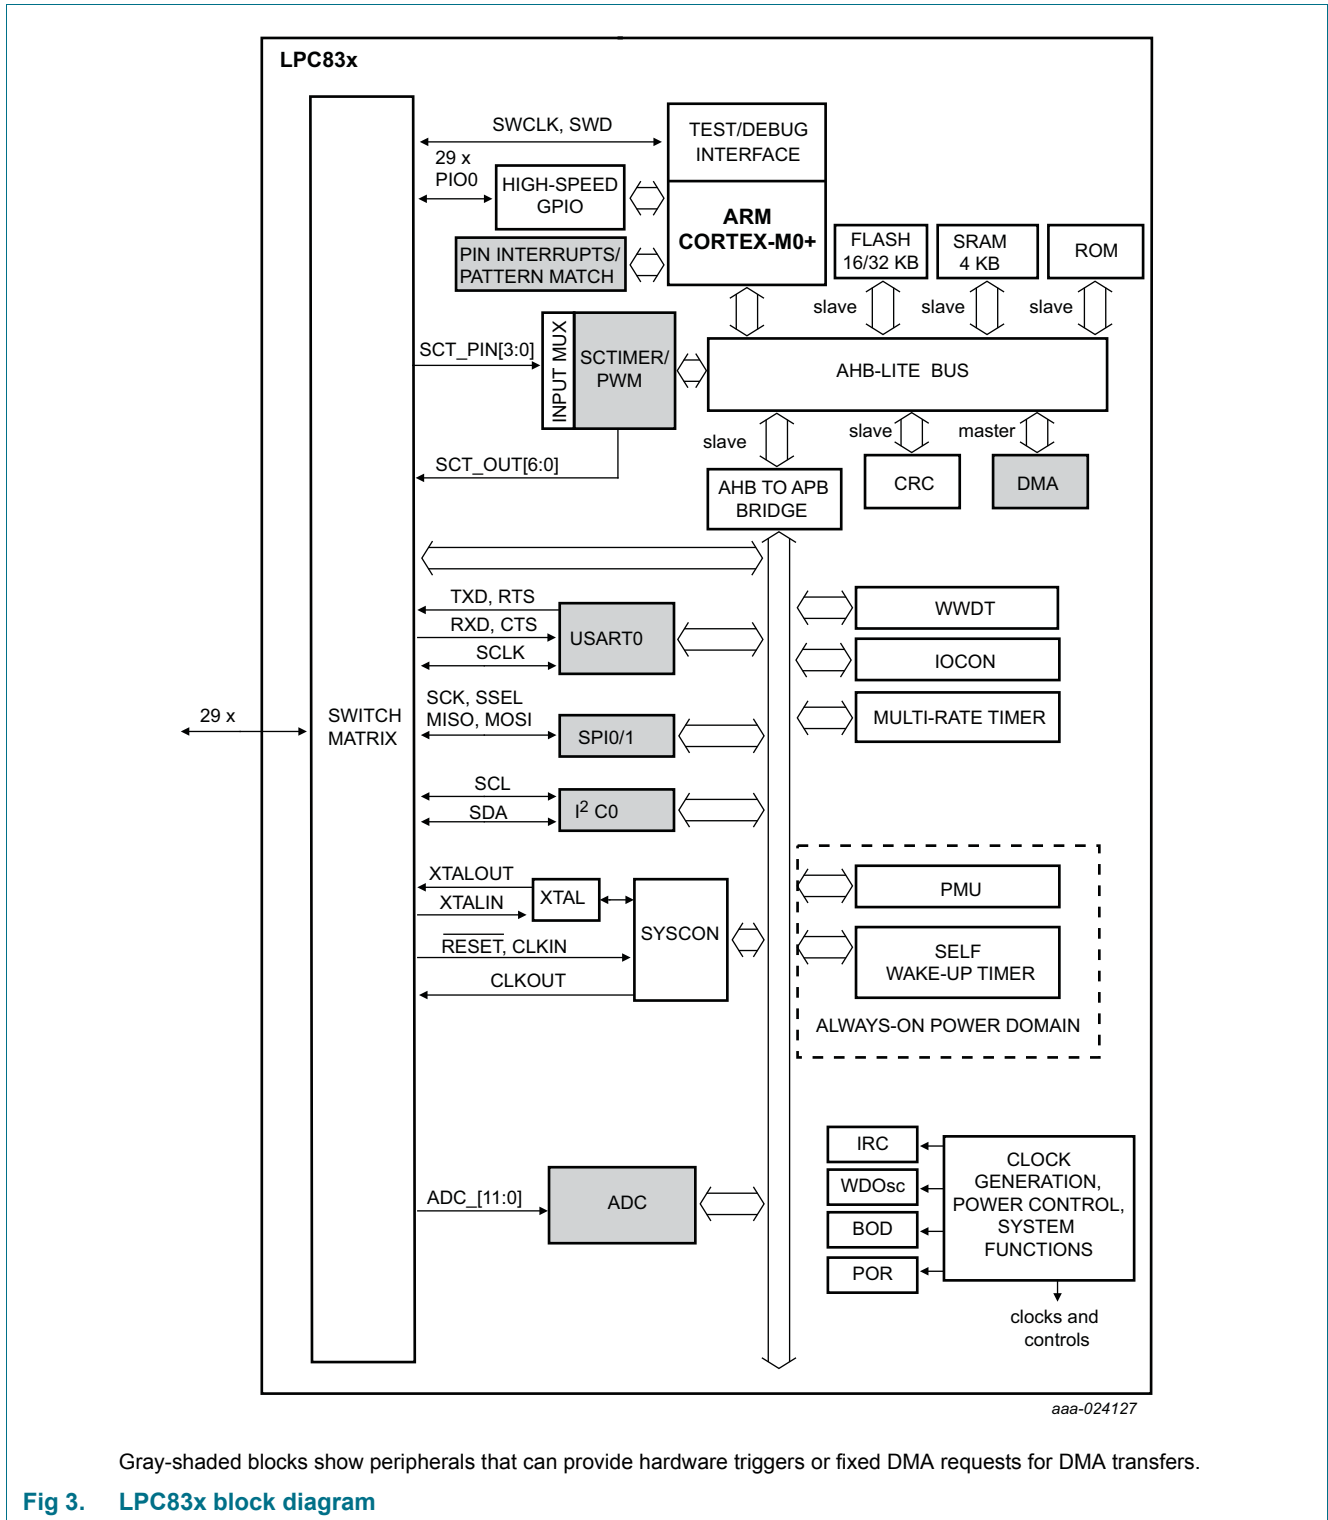 LPC83x
SWCLK, SWD
TEST/DEBUG
INTERFACE
29 x
PIO0
HIGH-SPEED
GPIO
ARM
CORTEX-M0+
PIN INTERRUPTS/
PATTERN MATCH
FLASH
16/32 KB
SRAM
4 KB
ROM
slave
slave
slave
SCT_PIN[3:0]
INPUT MUX
SCTIMER/
PWM
AHB-LITE BUS
SCT_OUT[6:0]
slave
slave
master
AHB TO APB
BRIDGE
CRC
DMA
TXD, RTS
RXD, CTS
SCLK
USART0
WWDT
IOCON
MULTI-RATE TIMER
29 x
SWITCH
MATRIX
SCK, SSEL
MISO, MOSI
SPI0/1
SCL
SDA
I2 C0
XTALOUT
XTALIN
XTAL
RESET, CLKIN
CLKOUT
SYSCON
PMU
SELF
WAKE-UP TIMER
ALWAYS-ON POWER DOMAIN
ADC_[11:0]
ADC
IRC
WDOsc
BOD
POR
CLOCK
GENERATION,
POWER CONTROL,
SYSTEM
FUNCTIONS
clocks and
controls
aaa-024127
Gray-shaded blocks show peripherals that can provide hardware triggers or fixed DMA requests for DMA transfers.
Fig 3. LPC83x block diagram